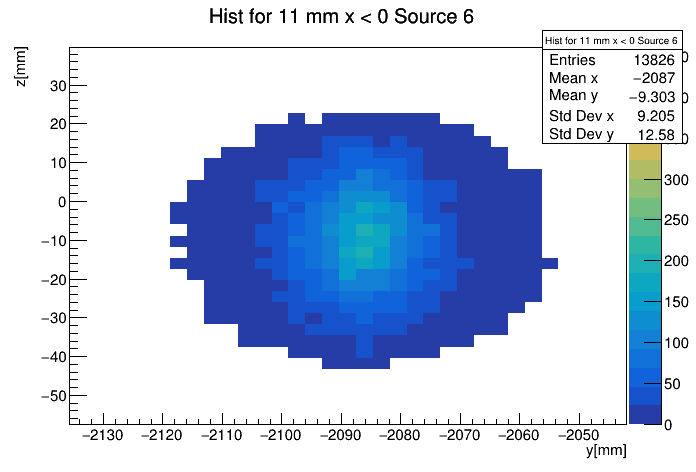 Hist for 11 mm x < 0 Source 6
z[mm]
Hist for 11 mm x < 0 Source 6
Entries 13826
Mean x −2087
Mean y −9.303
Std Dev x 9.205
Std Dev y 12.58
30
20
10
0
−10
−20
−30
−40
−50
300
250
200
150
100
50
0
−2130 −2120 −2110 −2100 −2090 −2080 −2070 −2060 −2050
y[mm]